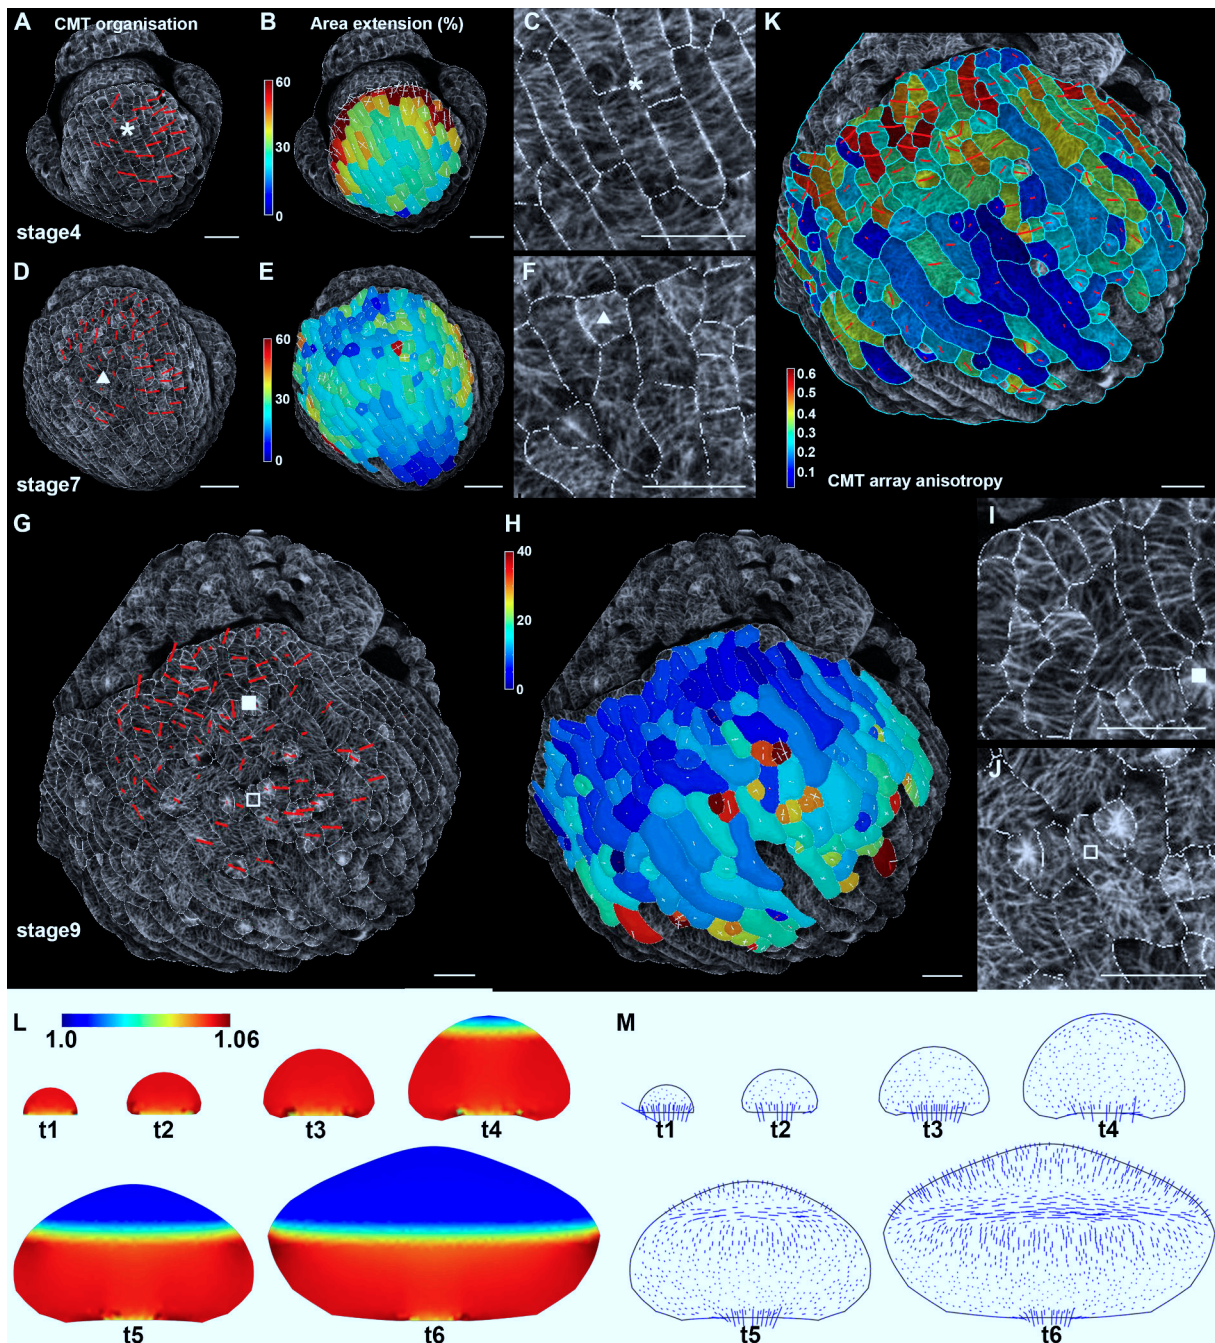 A CMT organisation
B Area extension (%)
C
K
60
30
0
stage4
D
E
F
60
30
0
stage7
0.6
0.5
0.4
0.3
0.2
0.1
CMT array anisotropy
G
H
40
20
0
I
J
stage9
L
1.0 1.06
t1 t2 t3 t4
t5 t6
M
t1 t2 t3 t4
t5 t6